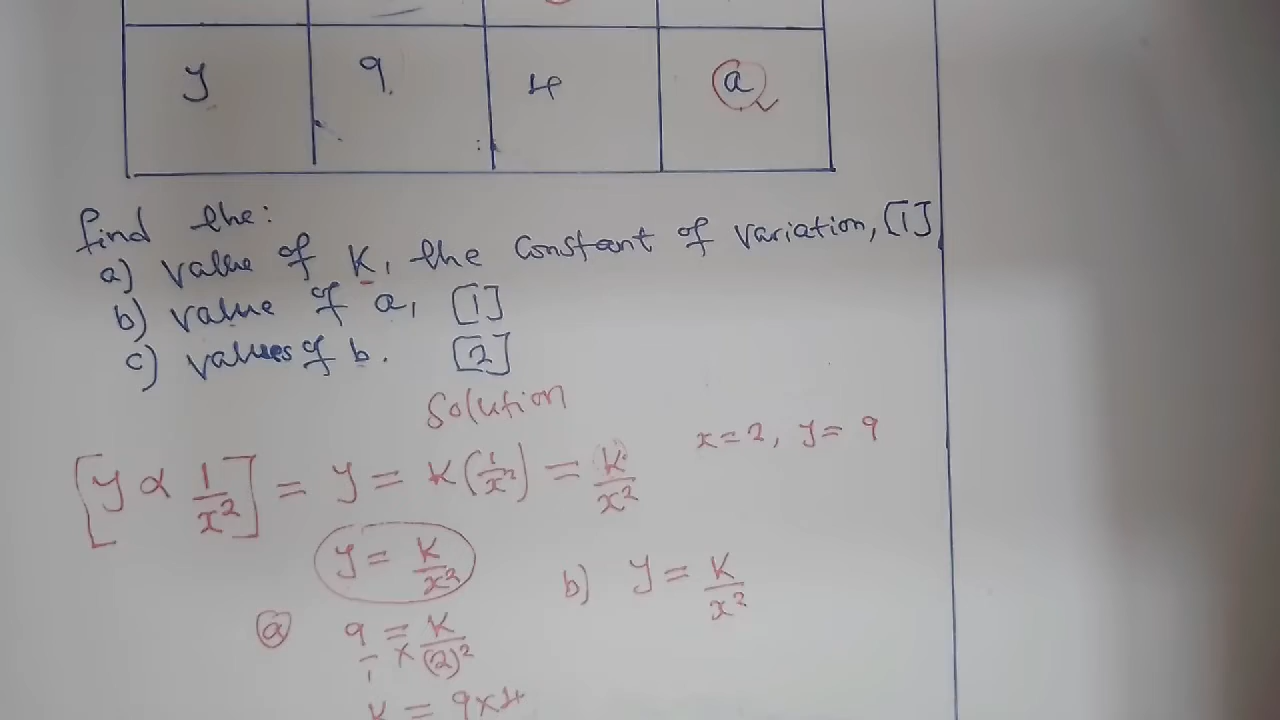 y 9 4 a
find the:
a) value of K, the constant of variation, [1]
b) value of a, [1]
c) values of b. [2]
Solution
x=2, y=9
[y ∝ 1/x²] = y = K(1/x²) = K/x²
y = K/x²
b) y = K/x²
(a) 9/1 × = K/(2)²
K = 9×4